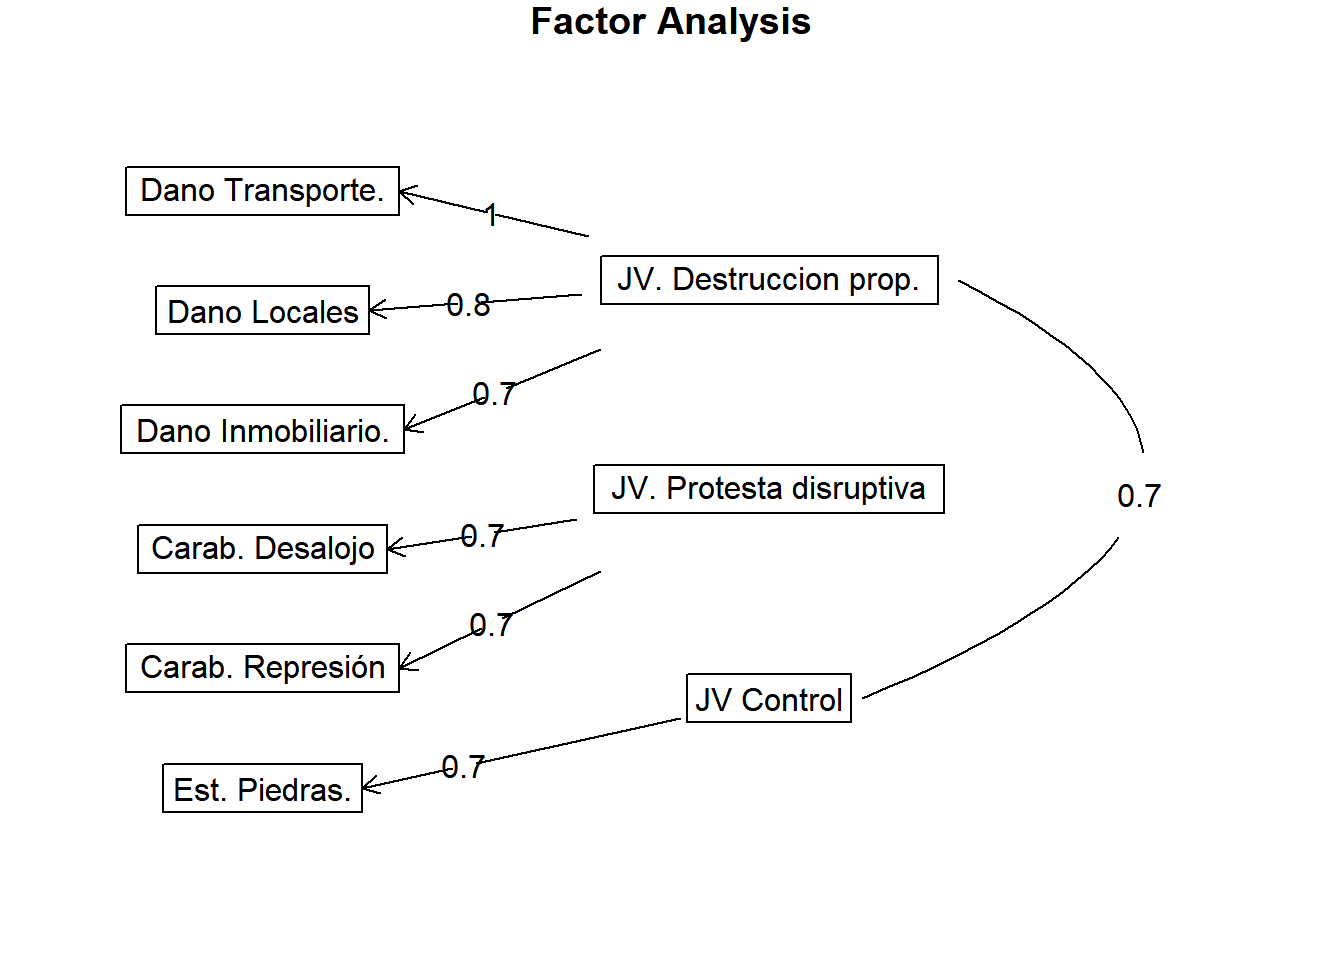 Factor Analysis
Dano Transporte.
1
JV. Destruccion prop.
Dano Locales
0.8
0.7
Dano Inmobiliario.
JV. Protesta disruptiva
0.7
Carab. Desalojo
0.7
0.7
Carab. Represión
JV Control
0.7
Est. Piedras.